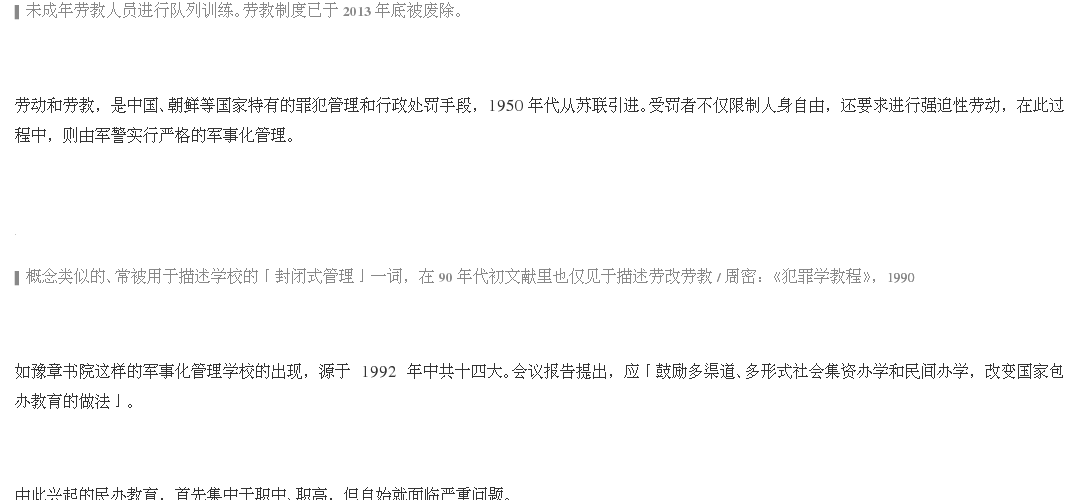 未成年劳教人员进行队列训练。劳教制度已于 2013 年底被废除。
劳动和劳教，是中国、朝鲜等国家特有的罪犯管理和行政处罚手段，1950 年代从苏联引进。受罚者不仅限制人身自由，还要求进行强迫性劳动，在此过
程中，则由军警实行严格的军事化管理。
概念类似的、常被用于描述学校的「封闭式管理」一词，在 90 年代初文献里也仅见于描述劳改劳教 / 周密：《犯罪学教程》，1990
如豫章书院这样的军事化管理学校的出现，源于 1992 年中共十四大。会议报告提出，应「鼓励多渠道、多形式社会集资办学和民间办学，改变国家包
办教育的做法」。
由此兴起的民办教育，首先集中于职中、职高，但自始就面临严重问题。